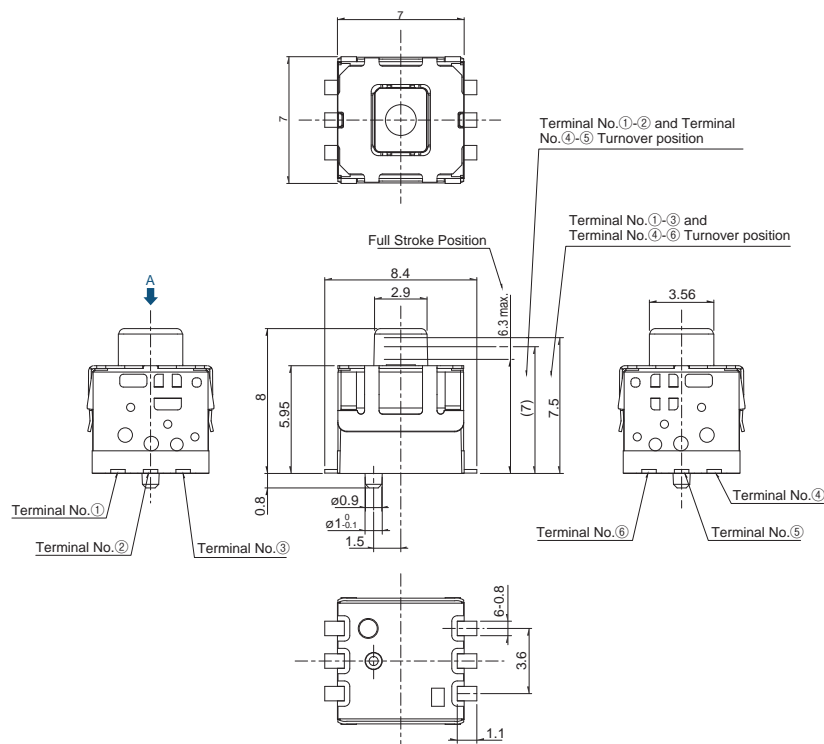 7
7
Terminal No.①-② and Terminal
No.④-⑤ Turnover position
Terminal No.①-③ and
Terminal No.④-⑥ Turnover position
Full Stroke Position
A
8.4
2.9
6.3 max.
3.56
8
5.95
(7)
7.5
0.8
ø0.9
ø1 0 -0.1
1.5
Terminal No.①
Terminal No.②
Terminal No.③
Terminal No.④
Terminal No.⑥
Terminal No.⑤
6-0.8
3.6
1.1